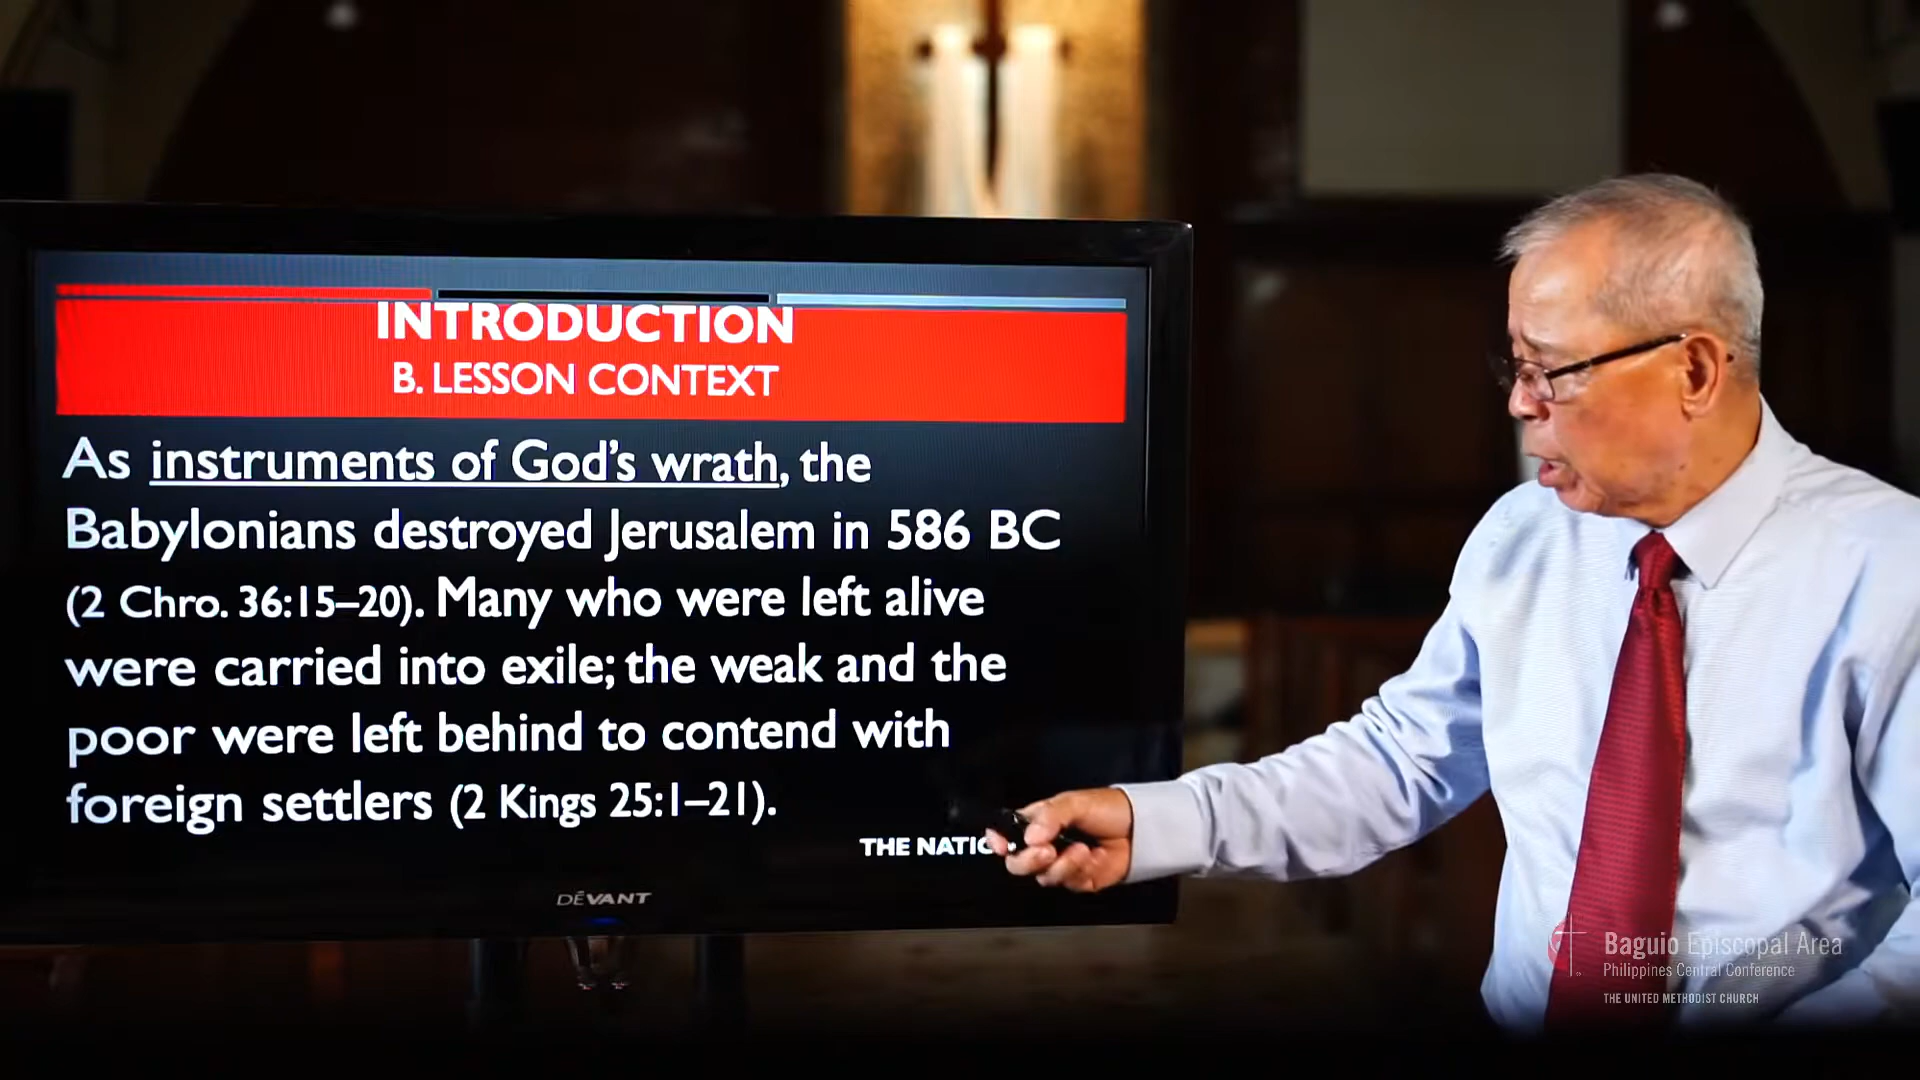 INTRODUCTION
B. LESSON CONTEXT
As instruments of God's wrath, the
Babylonians destroyed Jerusalem in 586 BC
(2 Chro. 36:15–20). Many who were left alive
were carried into exile; the weak and the
poor were left behind to contend with
foreign settlers (2 Kings 25:1–21).
THE
DEVANT
Baguio Episcopal Area
Philippines Central Conference
THE UNITED METHODIST CHURCH